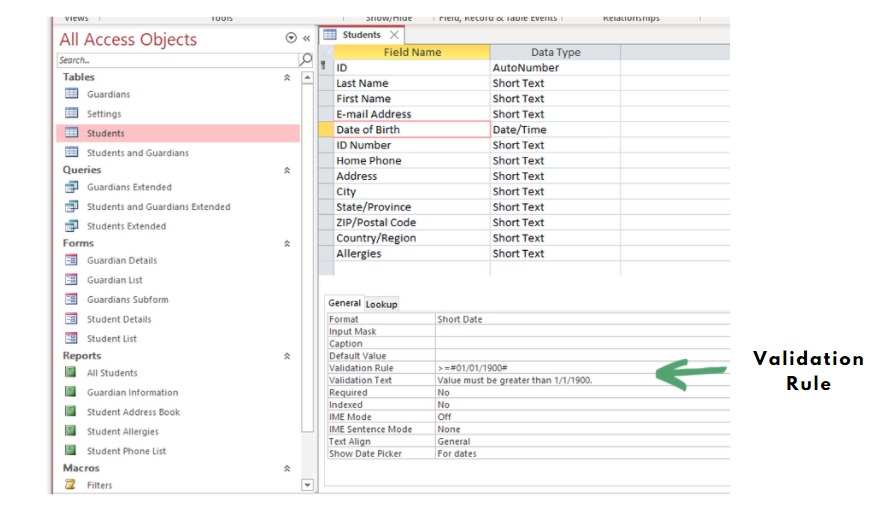 Views Tools Show/Hide Field, Record & Table Events Relationships
All Access Objects
Search..
Tables
Guardians
Settings
Students
Students and Guardians
Queries
Guardians Extended
Students and Guardians Extended
Students Extended
Forms
Guardian Details
Guardian List
Guardians Subform
Student Details
Student List
Reports
All Students
Guardian Information
Student Address Book
Student Allergies
Student Phone List
Macros
Filters
Students
Field Name Data Type
ID AutoNumber
Last Name Short Text
First Name Short Text
E-mail Address Short Text
Date of Birth Date/Time
ID Number Short Text
Home Phone Short Text
Address Short Text
City Short Text
State/Province Short Text
ZIP/Postal Code Short Text
Country/Region Short Text
Allergies Short Text
General Lookup
Format Short Date
Input Mask
Caption
Default Value
Validation Rule >=#01/01/1900#
Validation Text Value must be greater than 1/1/1900.
Required No
Indexed No
IME Mode Off
IME Sentence Mode None
Text Align General
Show Date Picker For dates
Validation
Rule